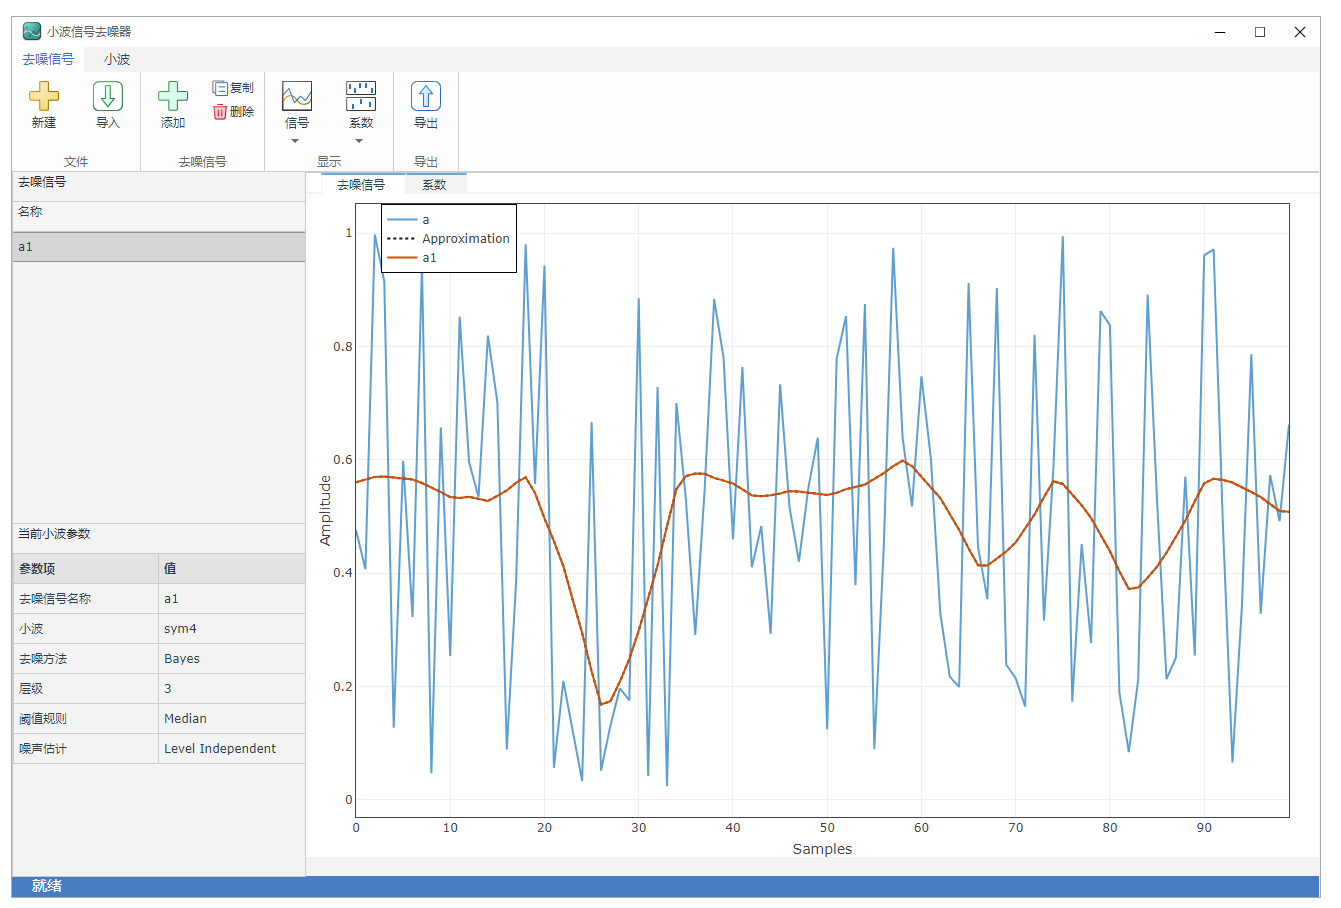 小波信号去噪器
去噪信号 小波
新建 导入 添加 复制 删除 信号 系数 导出
文件 去噪信号 显示 导出
去噪信号
名称
a1
当前小波参数
参数项 值
去噪信号名称 a1
小波 sym4
去噪方法 Bayes
层级 3
阈值规则 Median
噪声估计 Level Independent
去噪信号 系数
a
Approximation
a1
1
0.8
0.6
0.4
0.2
0
Amplitude
0 10 20 30 40 50 60 70 80 90
Samples
就绪